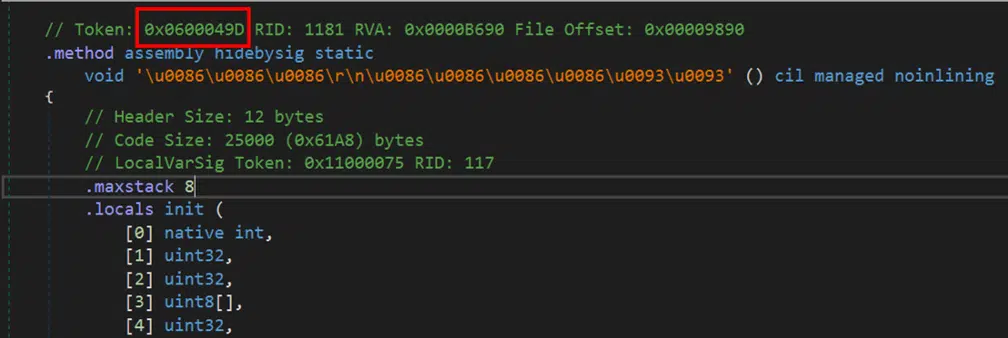 // Token: 0x0600049D RID: 1181 RVA: 0x0000B690 File Offset: 0x00009890
.method assembly hidebysig static
void '\u0086\u0086\u0086\r\n\u0086\u0086\u0086\u0086\u0093\u0093' () cil managed noinlining
{
// Header Size: 12 bytes
// Code Size: 25000 (0x61A8) bytes
// LocalVarSig Token: 0x11000075 RID: 117
.maxstack 8
.locals init (
[0] native int,
[1] uint32,
[2] uint32,
[3] uint8[],
[4] uint32,